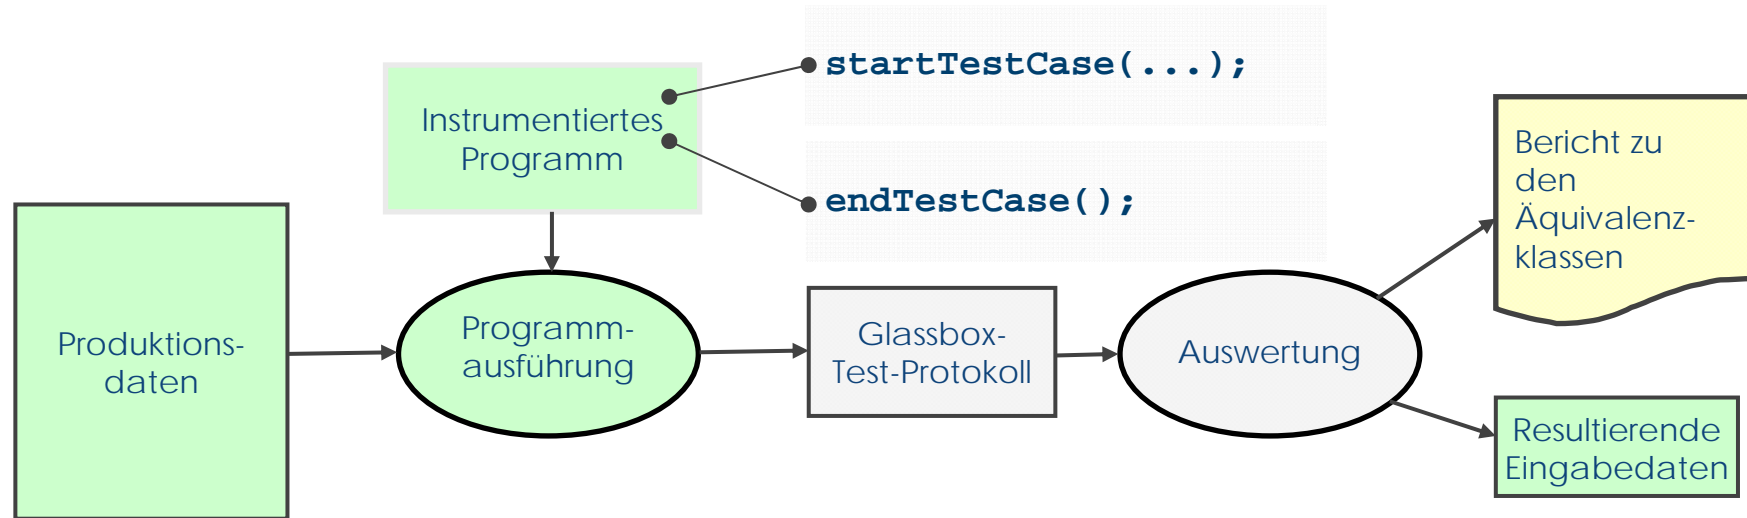 startTestCase(...);
Instrumentiertes
Programm
endTestCase();
Bericht zu
den
Äquivalenz-
klassen
Produktions-
daten
Programm-
ausführung
Glassbox-
Test-Protokoll
Auswertung
Resultierende
Eingabedaten